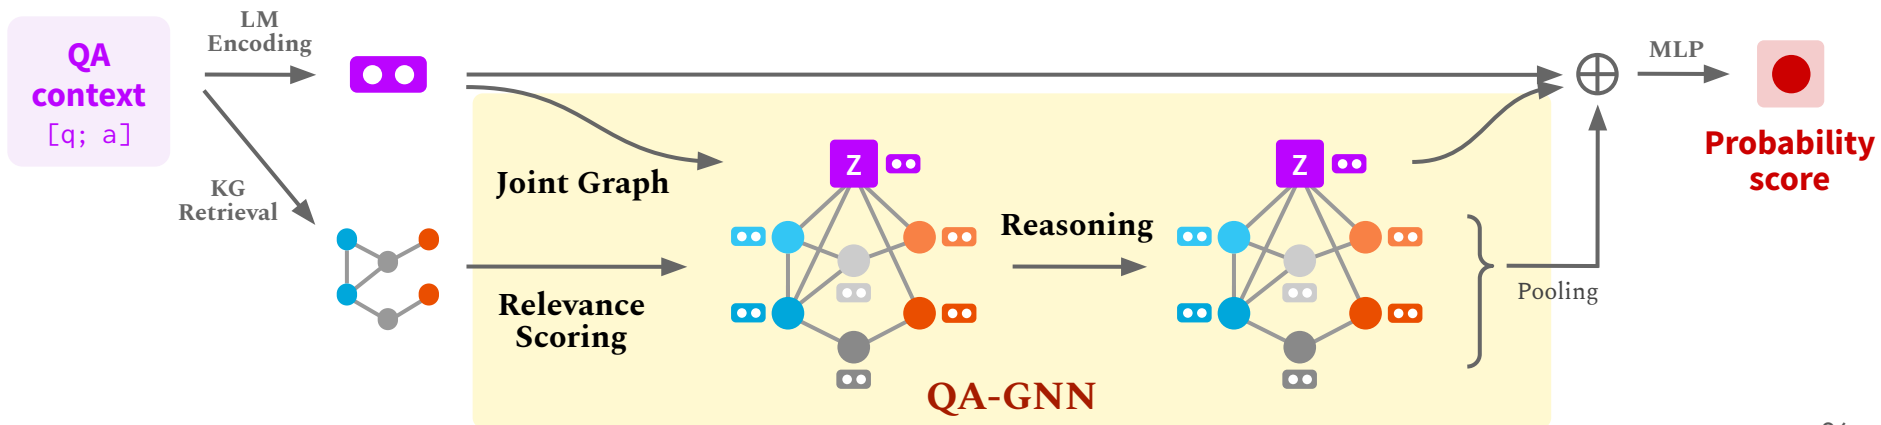 QA
context
[q; a]
LM
Encoding
KG
Retrieval
Joint Graph
Relevance
Scoring
Z
Reasoning
Z
QA-GNN
Pooling
MLP
Probability
score